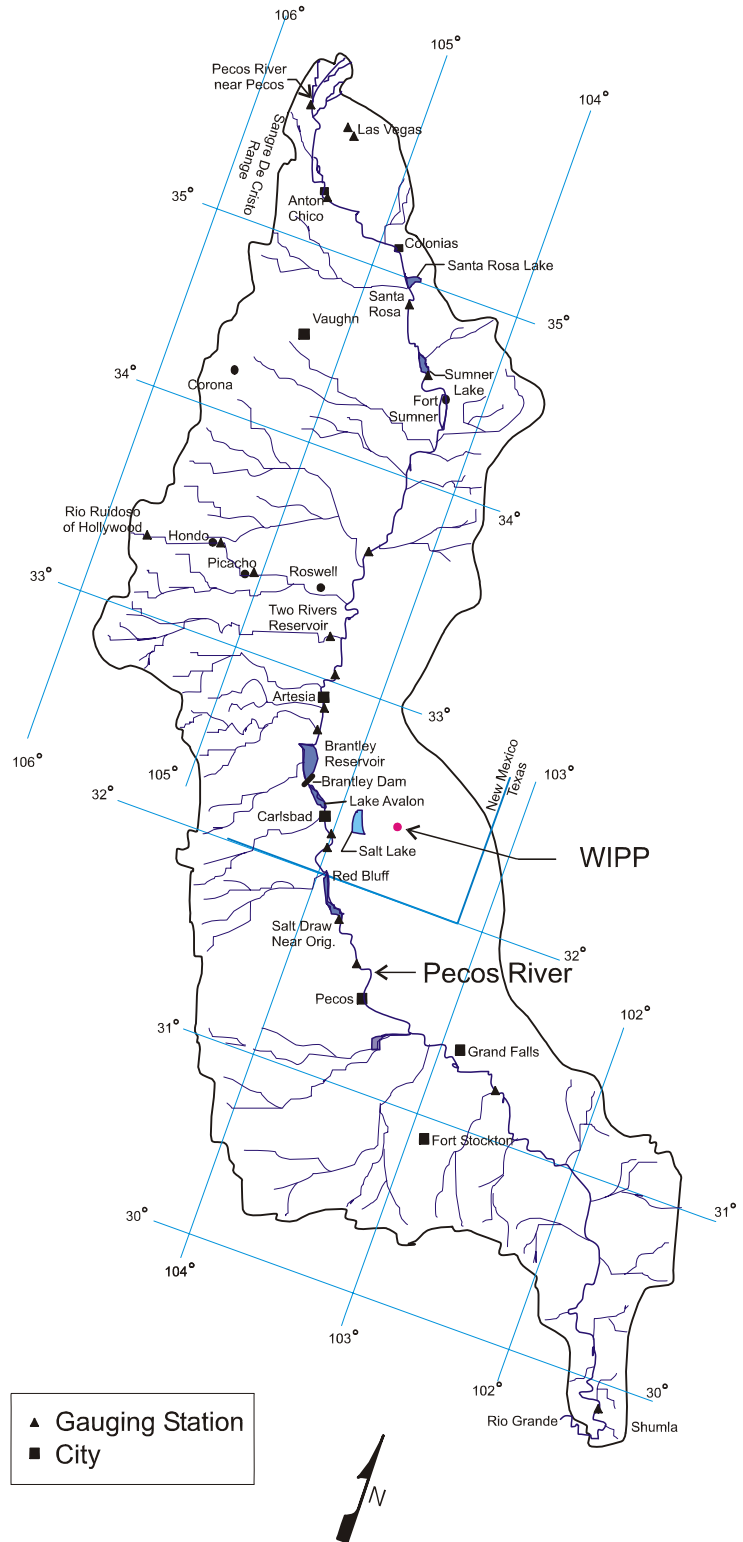 106°
105°
Pecos River
near Pecos
104°
Las Vegas
Sangre De Cristo
Range
35°
Anton
Chico
Colonias
Santa Rosa Lake
Santa
Rosa
Vaughn
35°
34°
Corona
Sumner
Lake
Fort
Sumner
34°
Rio Ruidoso
of Hollywood
Hondo
Picacho
Roswell
33°
Two Rivers
Reservoir
Artesia
33°
106°
105°
Brantley
Reservoir
Brantley Dam
New Mexico
Texas
103°
32°
Lake Avalon
Carlsbad
Salt Lake
WIPP
Red Bluff
Salt Draw
Near Orig.
32°
Pecos River
Pecos
31°
102°
Grand Falls
Fort Stockton
30°
31°
104°
103°
102°
30°
Rio Grande
Shumla
Gauging Station
City
N